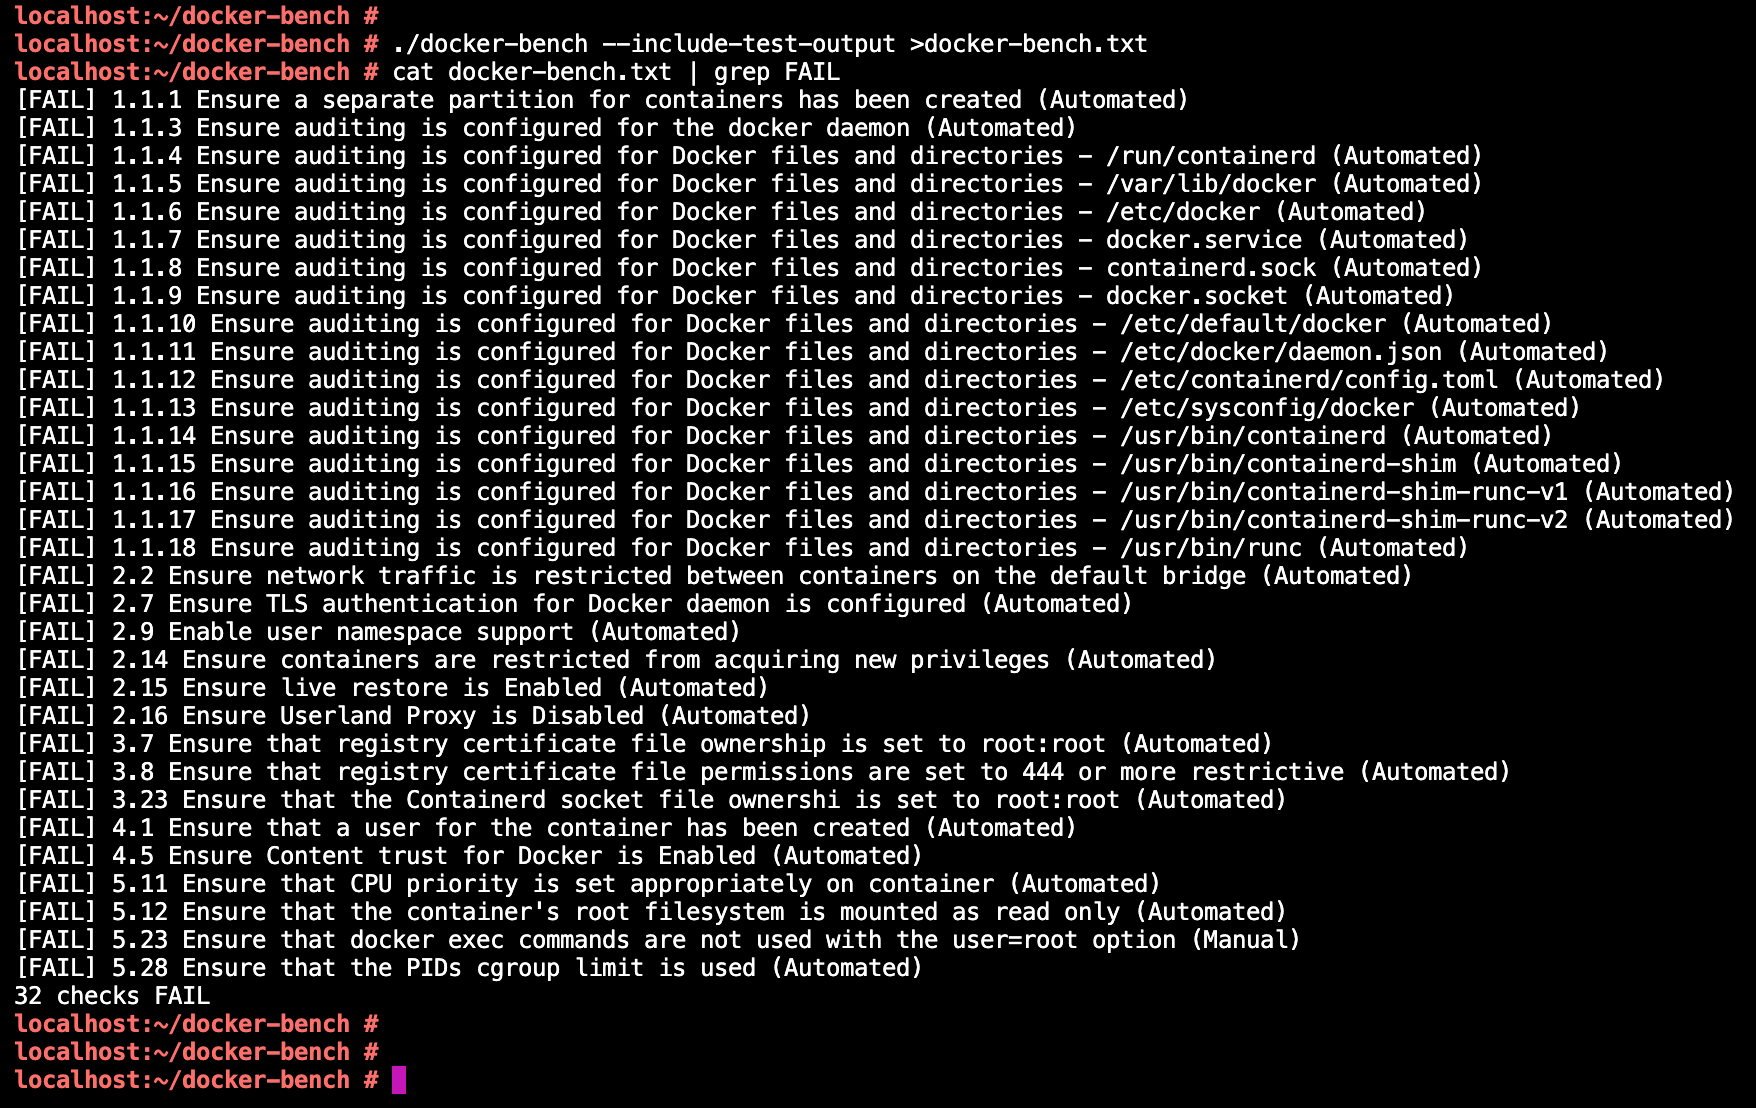 localhost:~/docker-bench #
localhost:~/docker-bench # ./docker-bench --include-test-output >docker-bench.txt
localhost:~/docker-bench # cat docker-bench.txt | grep FAIL
[FAIL] 1.1.1 Ensure a separate partition for containers has been created (Automated)
[FAIL] 1.1.3 Ensure auditing is configured for the docker daemon (Automated)
[FAIL] 1.1.4 Ensure auditing is configured for Docker files and directories - /run/containerd (Automated)
[FAIL] 1.1.5 Ensure auditing is configured for Docker files and directories - /var/lib/docker (Automated)
[FAIL] 1.1.6 Ensure auditing is configured for Docker files and directories - /etc/docker (Automated)
[FAIL] 1.1.7 Ensure auditing is configured for Docker files and directories - docker.service (Automated)
[FAIL] 1.1.8 Ensure auditing is configured for Docker files and directories - containerd.sock (Automated)
[FAIL] 1.1.9 Ensure auditing is configured for Docker files and directories - docker.socket (Automated)
[FAIL] 1.1.10 Ensure auditing is configured for Docker files and directories - /etc/default/docker (Automated)
[FAIL] 1.1.11 Ensure auditing is configured for Docker files and directories - /etc/docker/daemon.json (Automated)
[FAIL] 1.1.12 Ensure auditing is configured for Docker files and directories - /etc/containerd/config.toml (Automated)
[FAIL] 1.1.13 Ensure auditing is configured for Docker files and directories - /etc/sysconfig/docker (Automated)
[FAIL] 1.1.14 Ensure auditing is configured for Docker files and directories - /usr/bin/containerd (Automated)
[FAIL] 1.1.15 Ensure auditing is configured for Docker files and directories - /usr/bin/containerd-shim (Automated)
[FAIL] 1.1.16 Ensure auditing is configured for Docker files and directories - /usr/bin/containerd-shim-runc-v1 (Automated)
[FAIL] 1.1.17 Ensure auditing is configured for Docker files and directories - /usr/bin/containerd-shim-runc-v2 (Automated)
[FAIL] 1.1.18 Ensure auditing is configured for Docker files and directories - /usr/bin/runc (Automated)
[FAIL] 2.2 Ensure network traffic is restricted between containers on the default bridge (Automated)
[FAIL] 2.7 Ensure TLS authentication for Docker daemon is configured (Automated)
[FAIL] 2.9 Enable user namespace support (Automated)
[FAIL] 2.14 Ensure containers are restricted from acquiring new privileges (Automated)
[FAIL] 2.15 Ensure live restore is Enabled (Automated)
[FAIL] 2.16 Ensure Userland Proxy is Disabled (Automated)
[FAIL] 3.7 Ensure that registry certificate file ownership is set to root:root (Automated)
[FAIL] 3.8 Ensure that registry certificate file permissions are set to 444 or more restrictive (Automated)
[FAIL] 3.23 Ensure that the Containerd socket file ownershi is set to root:root (Automated)
[FAIL] 4.1 Ensure that a user for the container has been created (Automated)
[FAIL] 4.5 Ensure Content trust for Docker is Enabled (Automated)
[FAIL] 5.11 Ensure that CPU priority is set appropriately on container (Automated)
[FAIL] 5.12 Ensure that the container's root filesystem is mounted as read only (Automated)
[FAIL] 5.23 Ensure that docker exec commands are not used with the user=root option (Manual)
[FAIL] 5.28 Ensure that the PIDs cgroup limit is used (Automated)
32 checks FAIL
localhost:~/docker-bench #
localhost:~/docker-bench #
localhost:~/docker-bench #